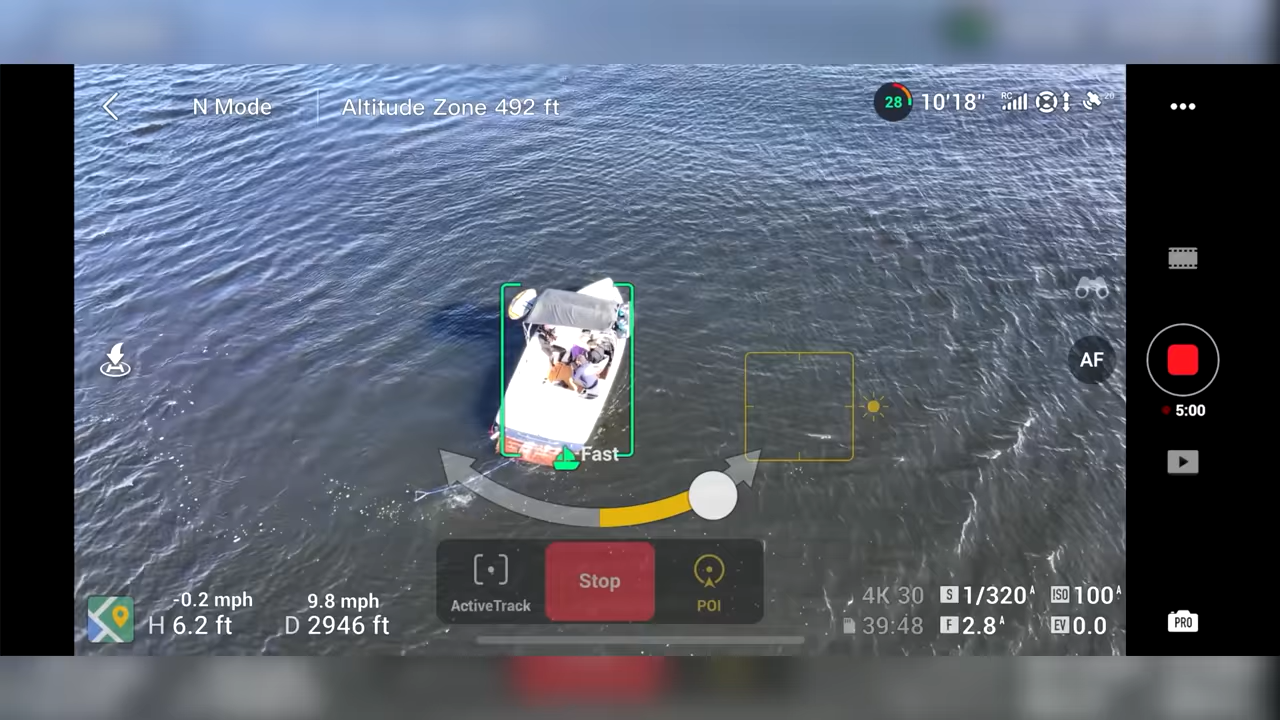 N Mode
Altitude Zone 492 ft
28
10'18"
RC
20
AF
5:00
Fast
ActiveTrack
Stop
POI
-0.2 mph
9.8 mph
H 6.2 ft
D 2946 ft
4K 30
S 1/320 A
ISO 100 A
39:48
F 2.8 A
EV 0.0
PRO